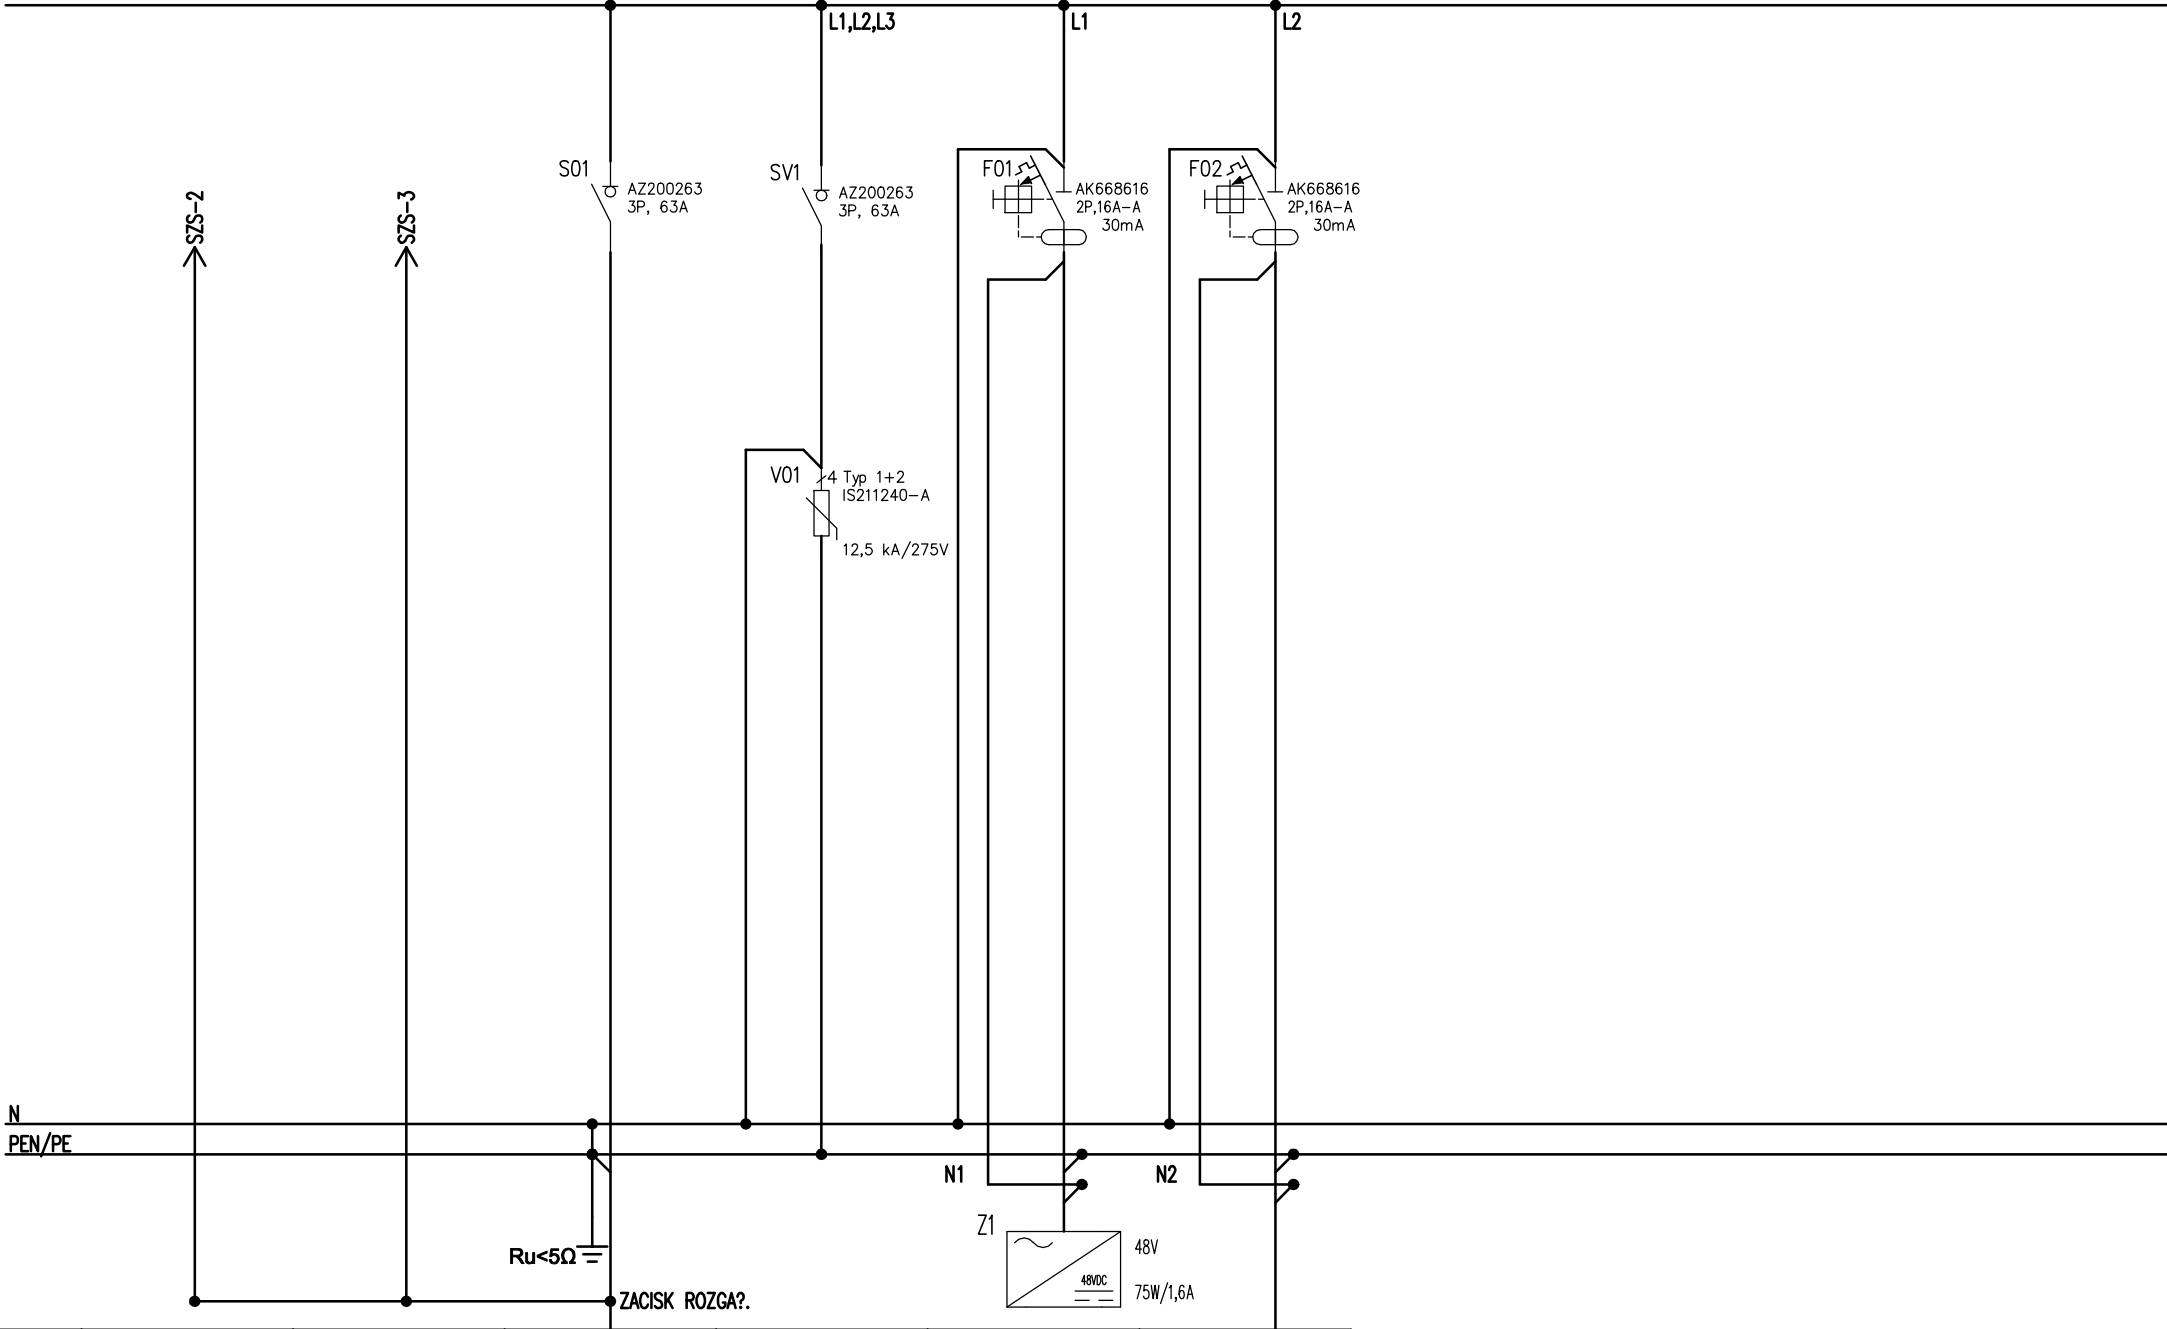 L1,L2,L3
L1
L2
SZS-2
SZS-3
S01
AZ200263
3P, 63A
SV1
AZ200263
3P, 63A
F01
AK668616
2P,16A-A
30mA
F02
AK668616
2P,16A-A
30mA
V01
4 Typ 1+2
IS211240-A
12,5 kA/275V
N
PEN/PE
N1
N2
Ru<5Ω
Z1
48V
48VDC
75W/1,6A
ZACISK ROZGA?.